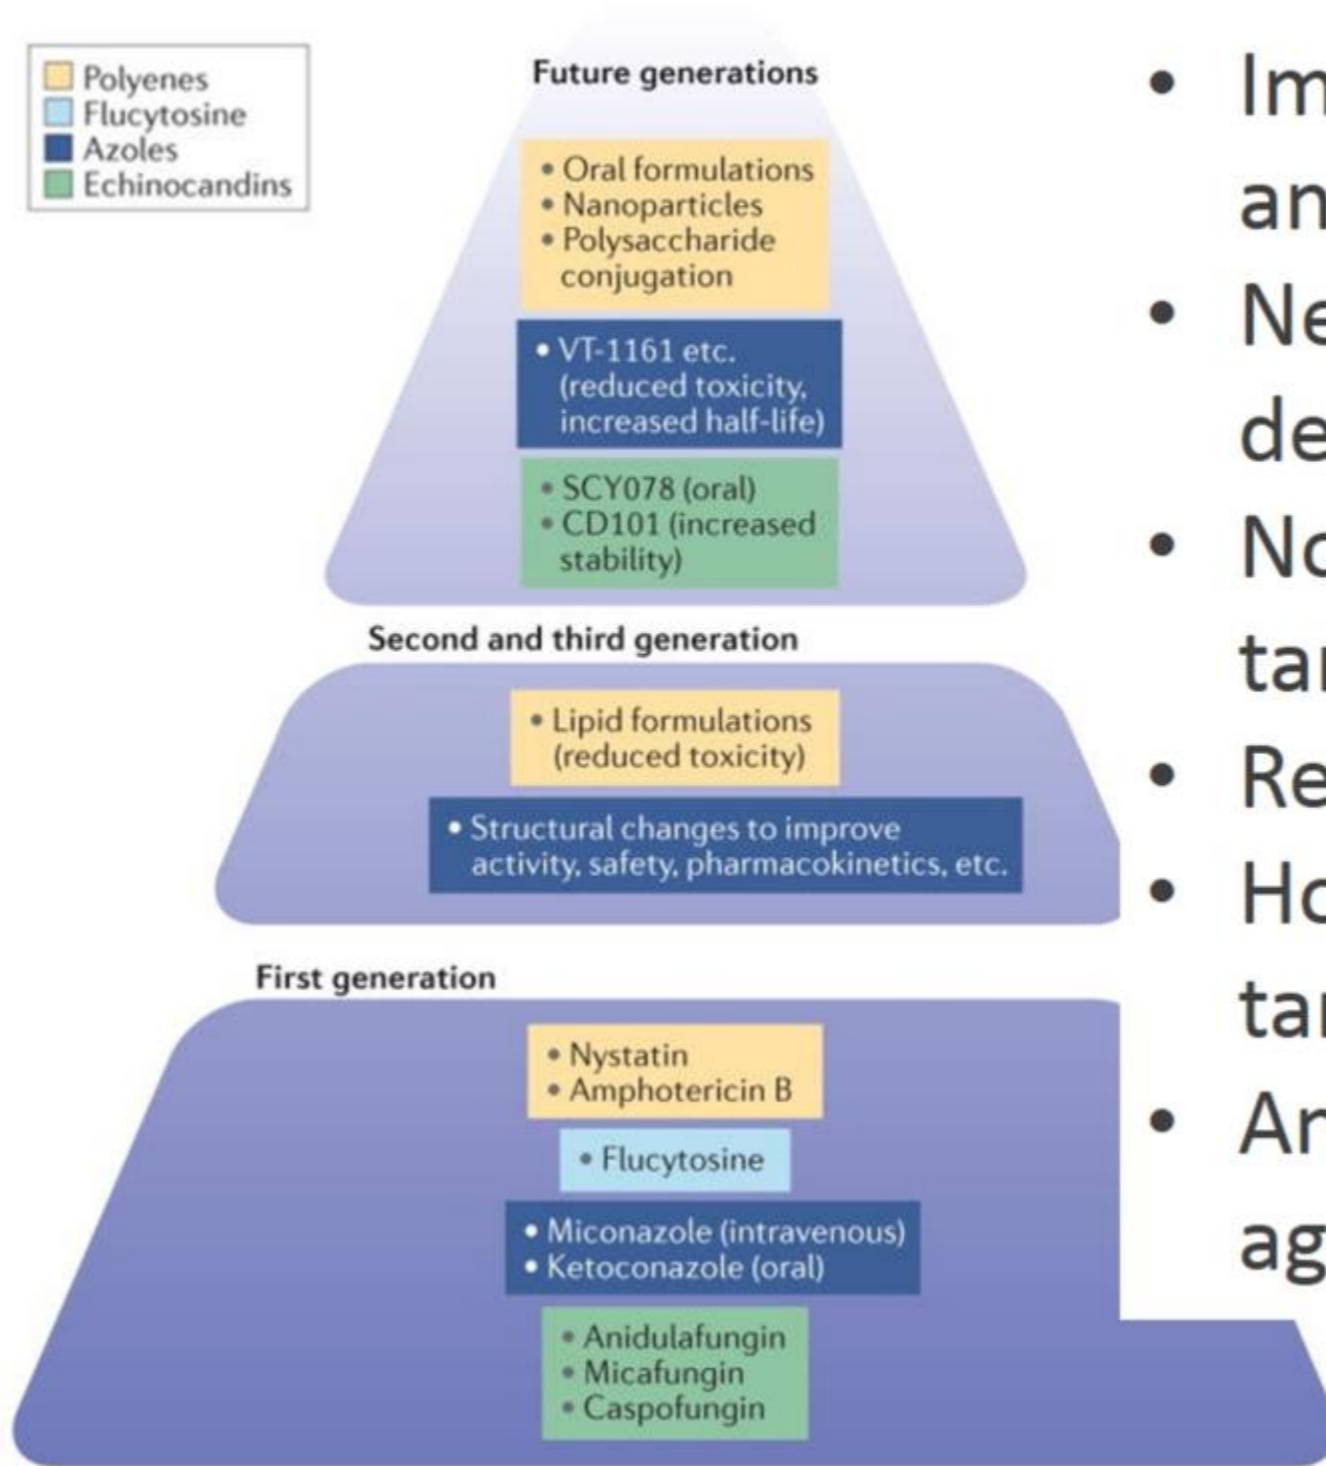 Polyenes
Flucytosine
Azoles
Echinocandins
Future generations
• Oral formulations
• Nanoparticles
• Polysaccharide
conjugation
• VT-1161 etc.
(reduced toxicity,
increased half-life)
• SCY078 (oral)
• CD101 (increased
stability)
Second and third generation
• Lipid formulations
(reduced toxicity)
• Structural changes to improve
activity, safety, pharmacokinetics, etc.
First generation
• Nystatin
• Amphotericin B
• Flucytosine
• Miconazole (intravenous)
• Ketoconazole (oral)
• Anidulafungin
• Micafungin
• Caspofungin